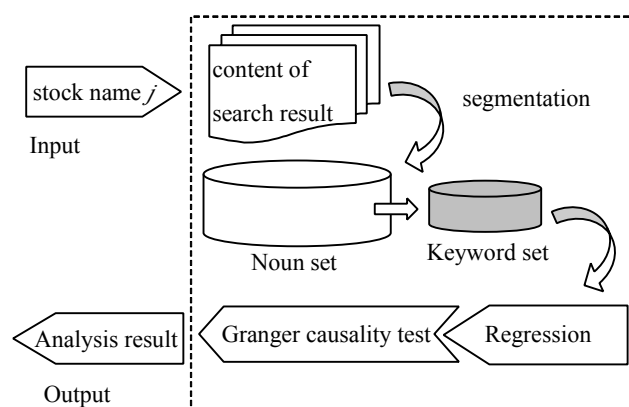 content of
search result
stock name j
segmentation
Input
Noun set
Keyword set
Analysis result
Granger causality test
Regression
Output